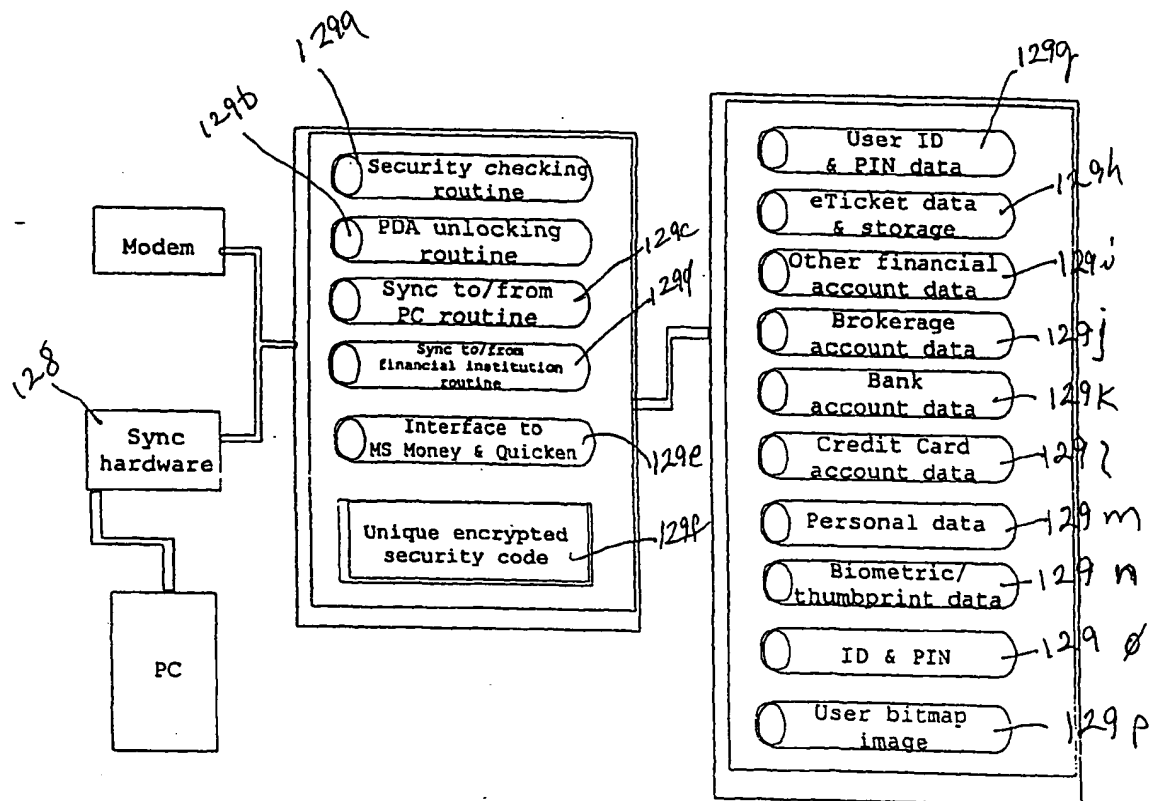 129a
129b
Security checking
routine
PDA unlocking
routine
129c
Sync to/from
PC routine
129d
Sync to/from
financial institution
routine
Interface to
MS Money & Quicken
129e
Unique encrypted
security code
129f
Modem
128
Sync
hardware
PC
129g
User ID
& PIN data
129h
eTicket data
& storage
Other financial
account data
129i
Brokerage
account data
129j
Bank
account data
129k
Credit Card
account data
129l
Personal data
129m
Biometric/
thumbprint data
129n
ID & PIN
129ø
User bitmap
image
129p